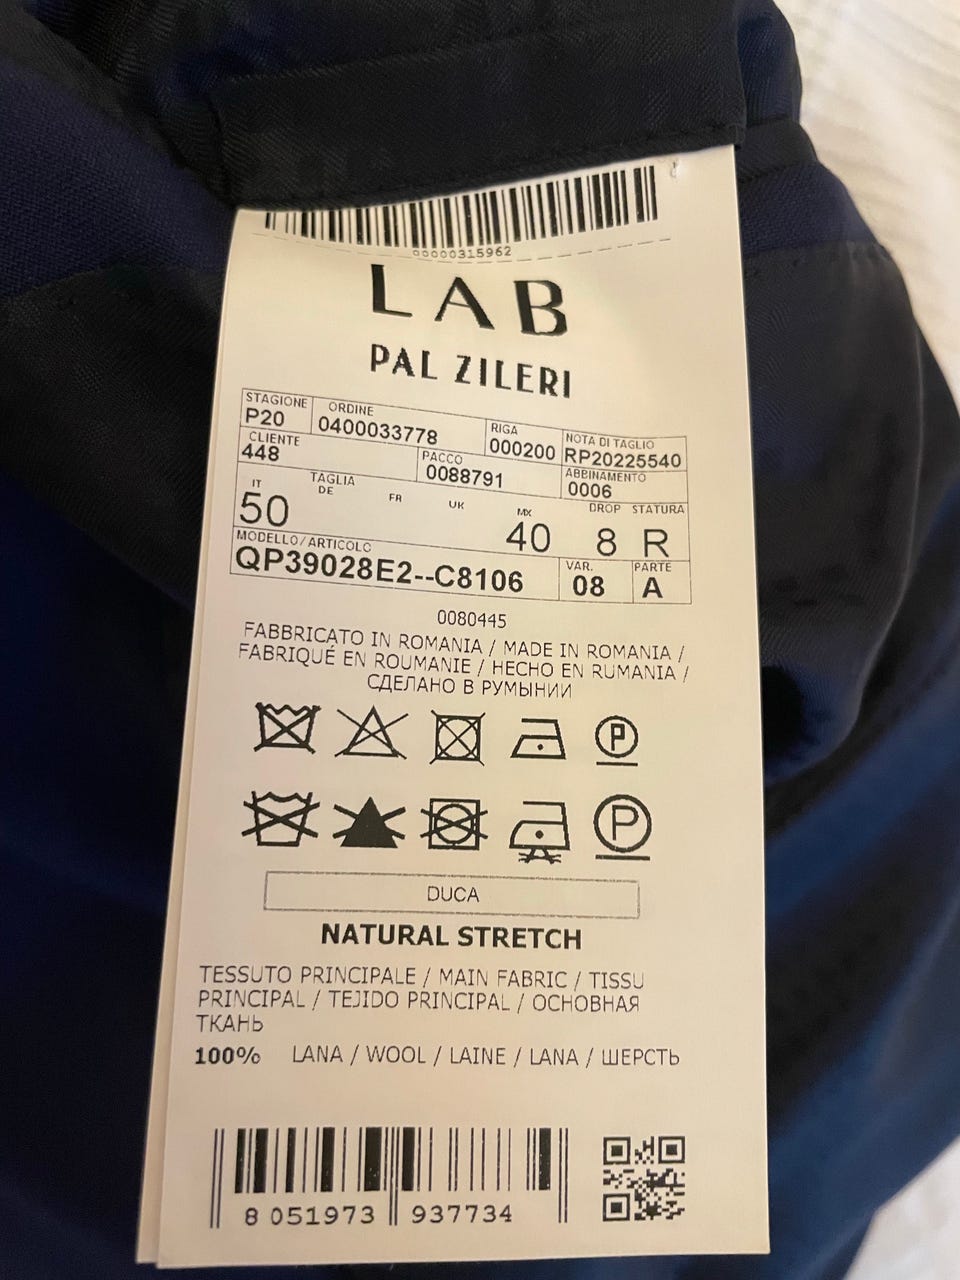 00000315962
LAB
PAL ZILERI
STAGIONE ORDINE RIGA NOTA DI TAGLIO
P20 0400033778 000200 RP20225540
CLIENTE PACCO ABBINAMENTO
448 0088791 0006
IT TAGLIA DE FR UK MX DROP STATURA
50 40 8 R
MODELLO/ARTICOLO VAR. PARTE
QP39028E2--C8106 08 A
0080445
FABBRICATO IN ROMANIA / MADE IN ROMANIA /
FABRIQUÉ EN ROUMANIE / HECHO EN RUMANIA /
СДЕЛАНО В РУМЫНИИ
P
P
DUCA
NATURAL STRETCH
TESSUTO PRINCIPALE / MAIN FABRIC / TISSU
PRINCIPAL / TEJIDO PRINCIPAL / ОСНОВНАЯ
ТКАНЬ
100% LANA / WOOL / LAINE / LANA / ШЕРСТЬ
8 051973 937734